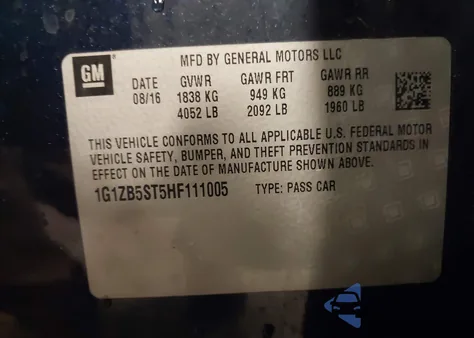 GM
MFD BY GENERAL MOTORS LLC
DATE GVWR GAWR FRT GAWR RR
08/16 1838 KG 949 KG 889 KG
4052 LB 2092 LB 1960 LB
THIS VEHICLE CONFORMS TO ALL APPLICABLE U.S. FEDERAL MOTOR
VEHICLE SAFETY, BUMPER, AND THEFT PREVENTION STANDARDS IN
EFFECT ON THE DATE OF MANUFACTURE SHOWN ABOVE.
1G1ZB5ST5HF111005 TYPE: PASS CAR